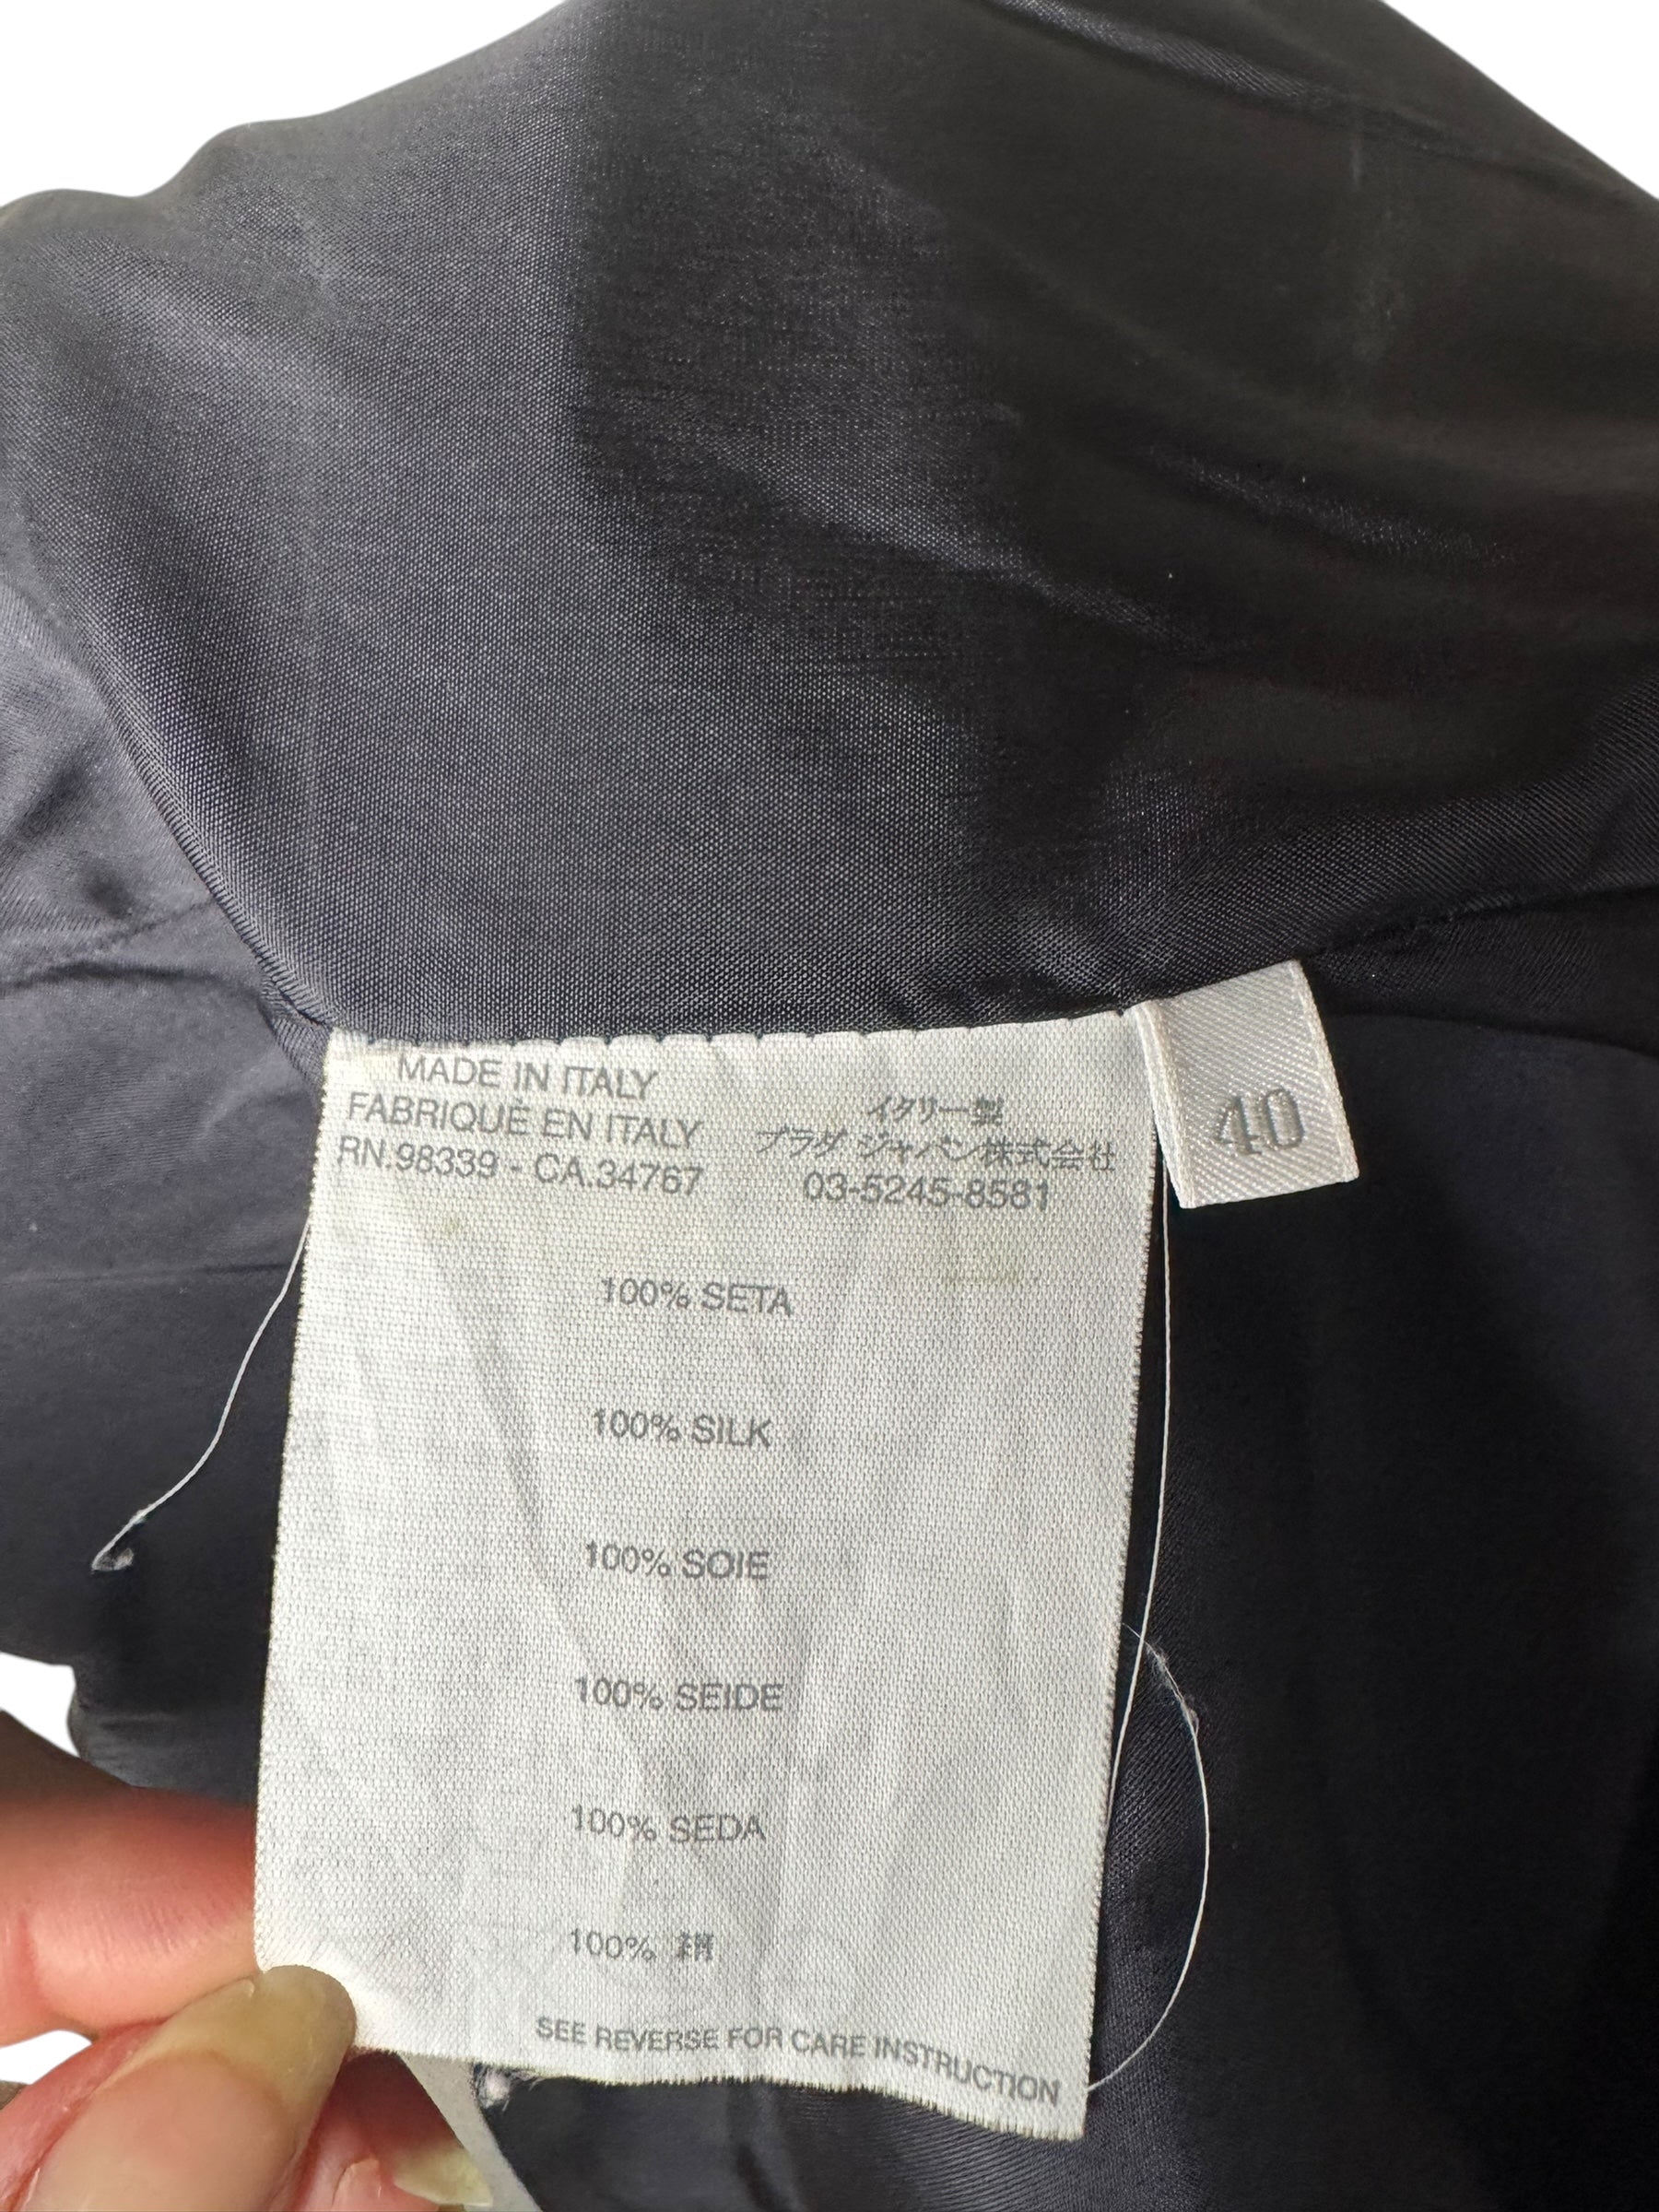 MADE IN ITALY
FABRIQUÉ EN ITALY
RN.98339 - CA.34767
イタリー製
プラダ ジャパン株式会社
03-5245-8581
40
100% SETA
100% SILK
100% SOIE
100% SEIDE
100% SEDA
100% 絹
SEE REVERSE FOR CARE INSTRUCTION